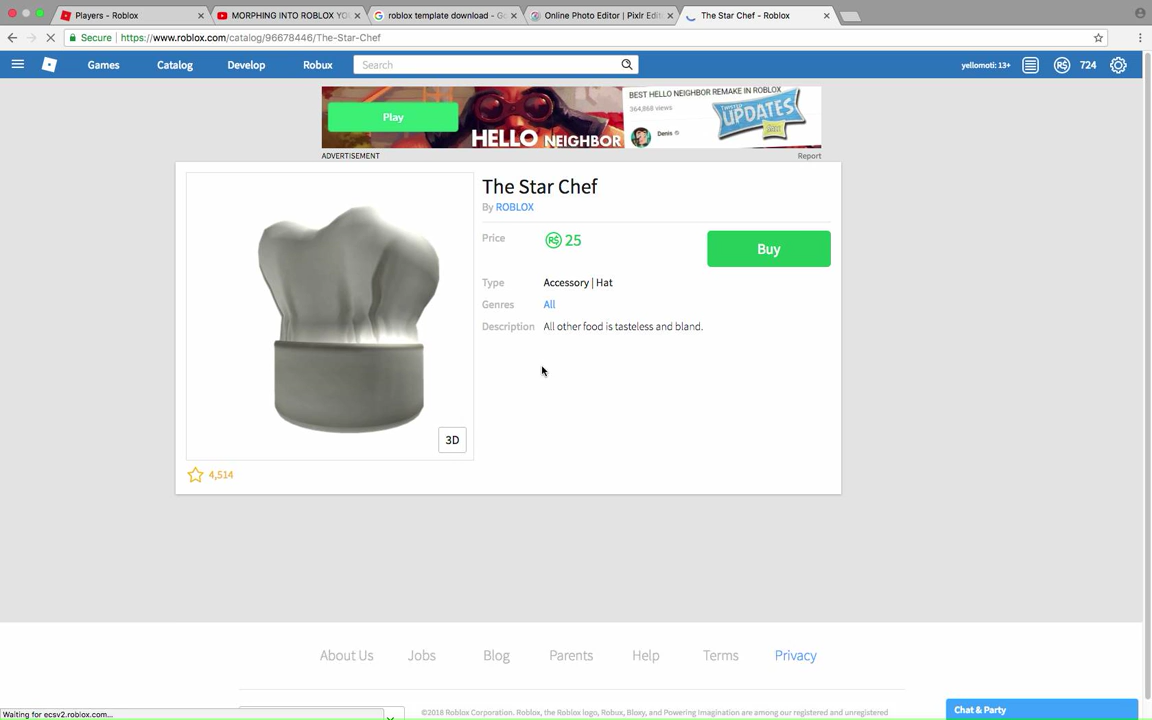 Players - Roblox
MORPHING INTO ROBLOX YO
roblox template download - G
Online Photo Editor | Pixlr Edit
The Star Chef - Roblox
Secure
https://www.roblox.com/catalog/96678446/The-Star-Chef
Games
Catalog
Develop
Robux
Search
yellomoti: 13+
R$
724
Play
HELLO NEIGHBOR
BEST HELLO NEIGHBOR REMAKE IN ROBLOX
364,868 views
Denis
UPDATES
ADVERTISEMENT
Report
The Star Chef
By ROBLOX
Price
R$ 25
Buy
Type
Accessory | Hat
Genres
All
Description
All other food is tasteless and bland.
3D
4,514
About Us
Jobs
Blog
Parents
Help
Terms
Privacy
Waiting for ecsv2.roblox.com...
©2018 Roblox Corporation. Roblox, the Roblox logo, Robux, Bloxy, and Powering Imagination are among our registered and unregistered
Chat & Party